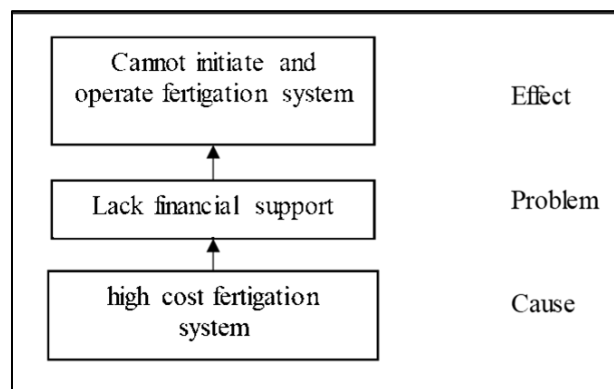 Cannot initiate and
operate fertigation system
Effect
Lack financial support
Problem
high cost fertigation
system
Cause